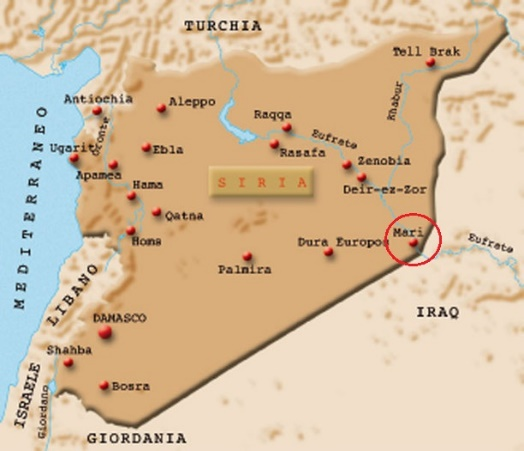 TURCHIA
Tell Brak
Antiochia
Aleppo
Khabur
Raqqa
Oronte
Eufrate
Ugarit
Ebla
Rasafa
Zenobia
Apamea
Deir-ez-Zor
Hama
SIRIA
Qatna
MEDITERRANEO
Homs
Dura Europos
Mari
Eufrate
Palmira
LIBANO
IRAQ
DAMASCO
Shahba
Bosra
ISRAELE
Giordano
GIORDANIA